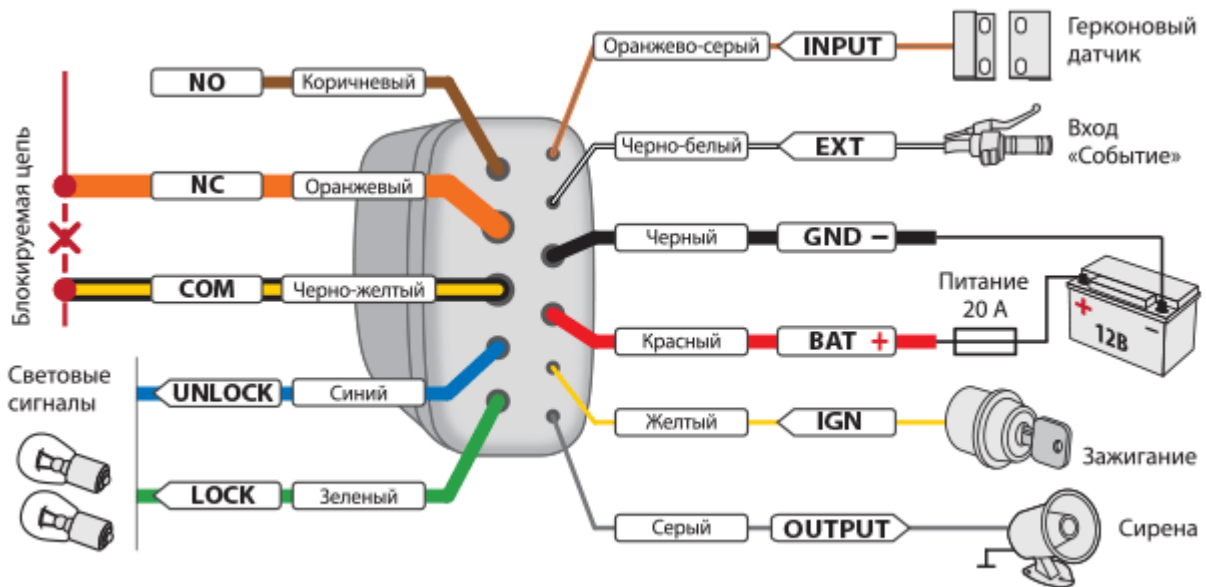 Оранжево-серый
INPUT
Герконовый
датчик
NO
Коричневый
Черно-белый
EXT
Вход
«Событие»
Блокируемая цепь
NC
Оранжевый
Черный
GND –
COM
Черно-желтый
Питание
20 А
Красный
BAT +
+
–
12В
Световые
сигналы
UNLOCK
Синий
Желтый
IGN
Зажигание
LOCK
Зеленый
Серый
OUTPUT
Сирена